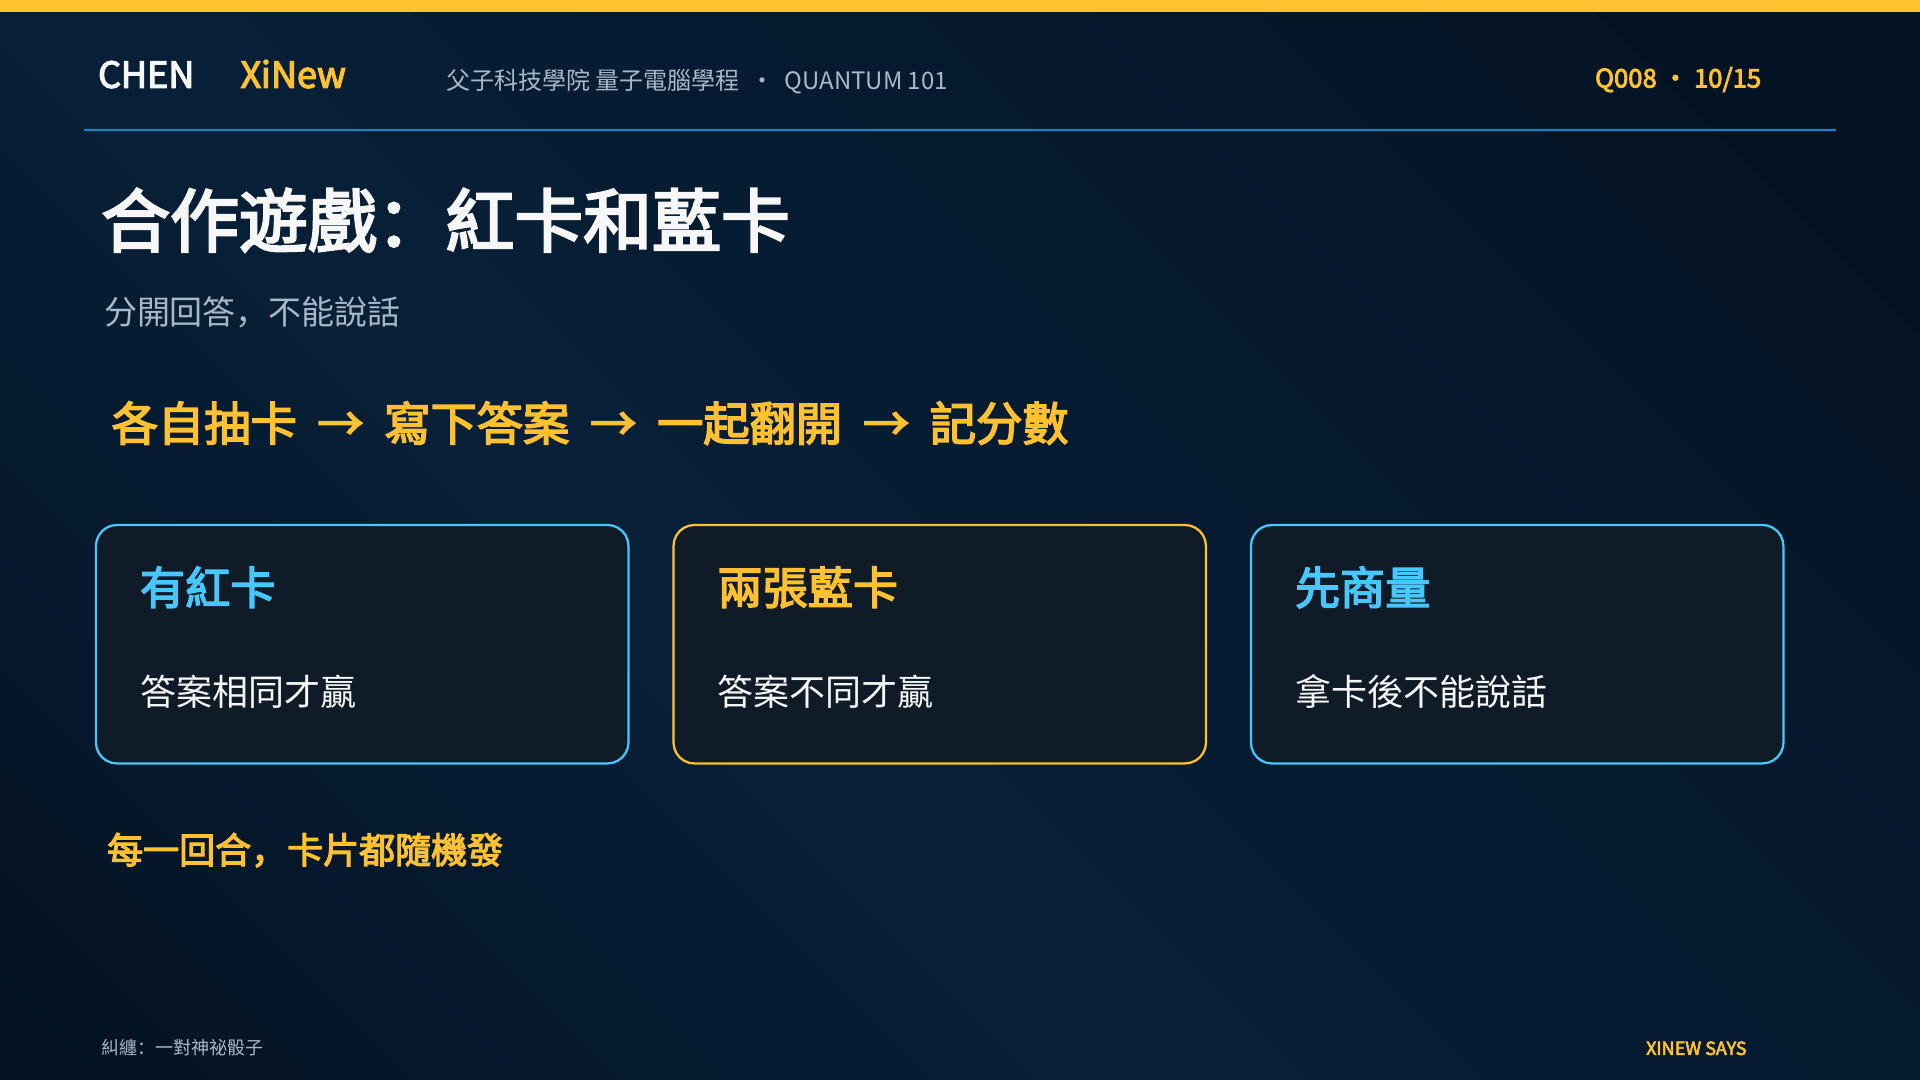 CHEN XiNew 父子科技學院 量子電腦學程 • QUANTUM 101 Q008 • 10/15
合作遊戲：紅卡和藍卡
分開回答，不能說話
各自抽卡 → 寫下答案 → 一起翻開 → 記分數
有紅卡
答案相同才贏
兩張藍卡
答案不同才贏
先商量
拿卡後不能說話
每一回合，卡片都隨機發
糾纏：一對神祕骰子
XINEW SAYS